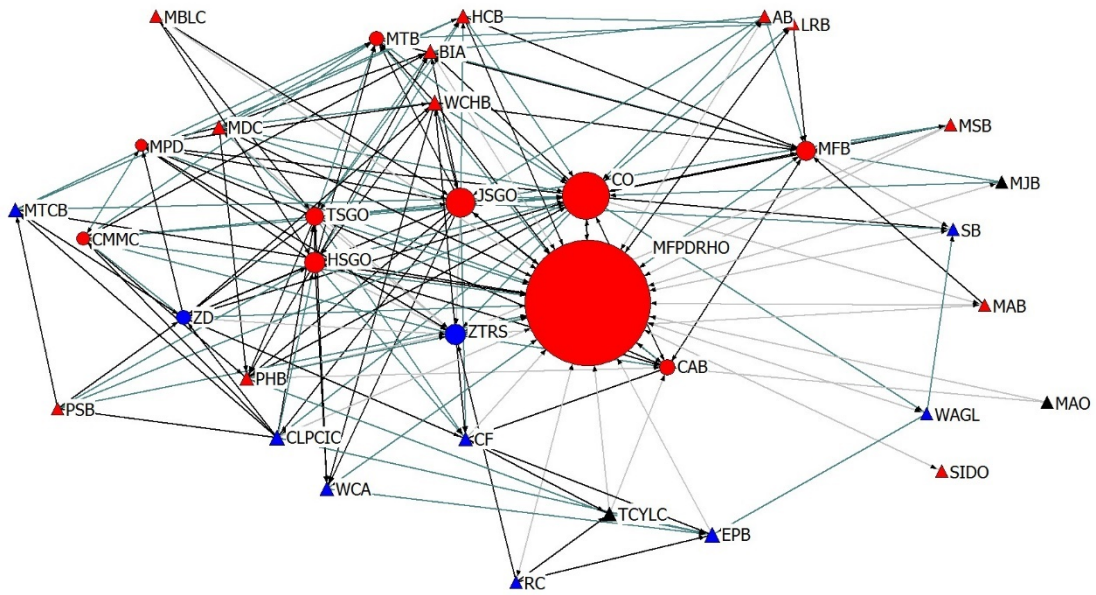 MBLC
HCB
AB
LRB
MTB
BIA
WCHB
MDC
MSB
MPD
MFB
CO
MJB
JSGO
MTCB
TSGO
SB
CMMC
MFPDRHO
HSGO
MAB
ZD
ZTRS
CAB
PHB
MAO
PSB
WAGL
CLPCIC
CF
SIDO
WCA
TCYLC
EPB
RC